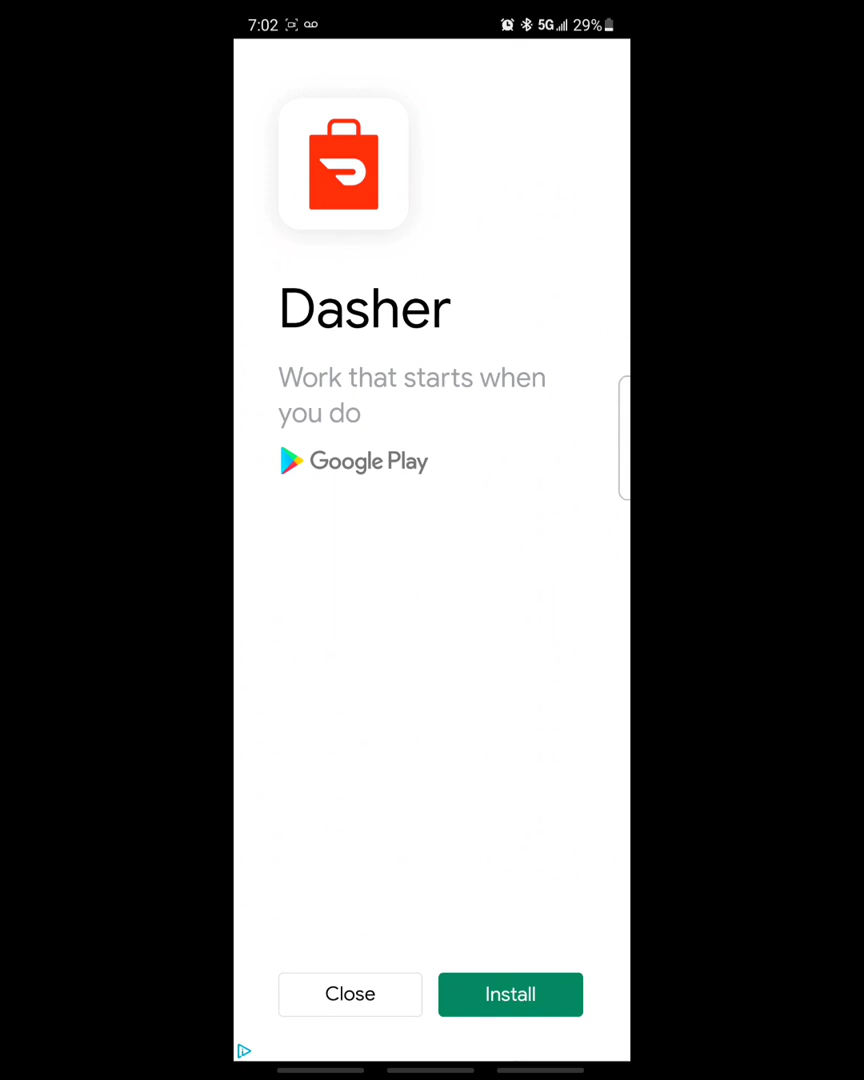 7:02 5G 29%
Dasher
Work that starts when
you do
Google Play
Close Install